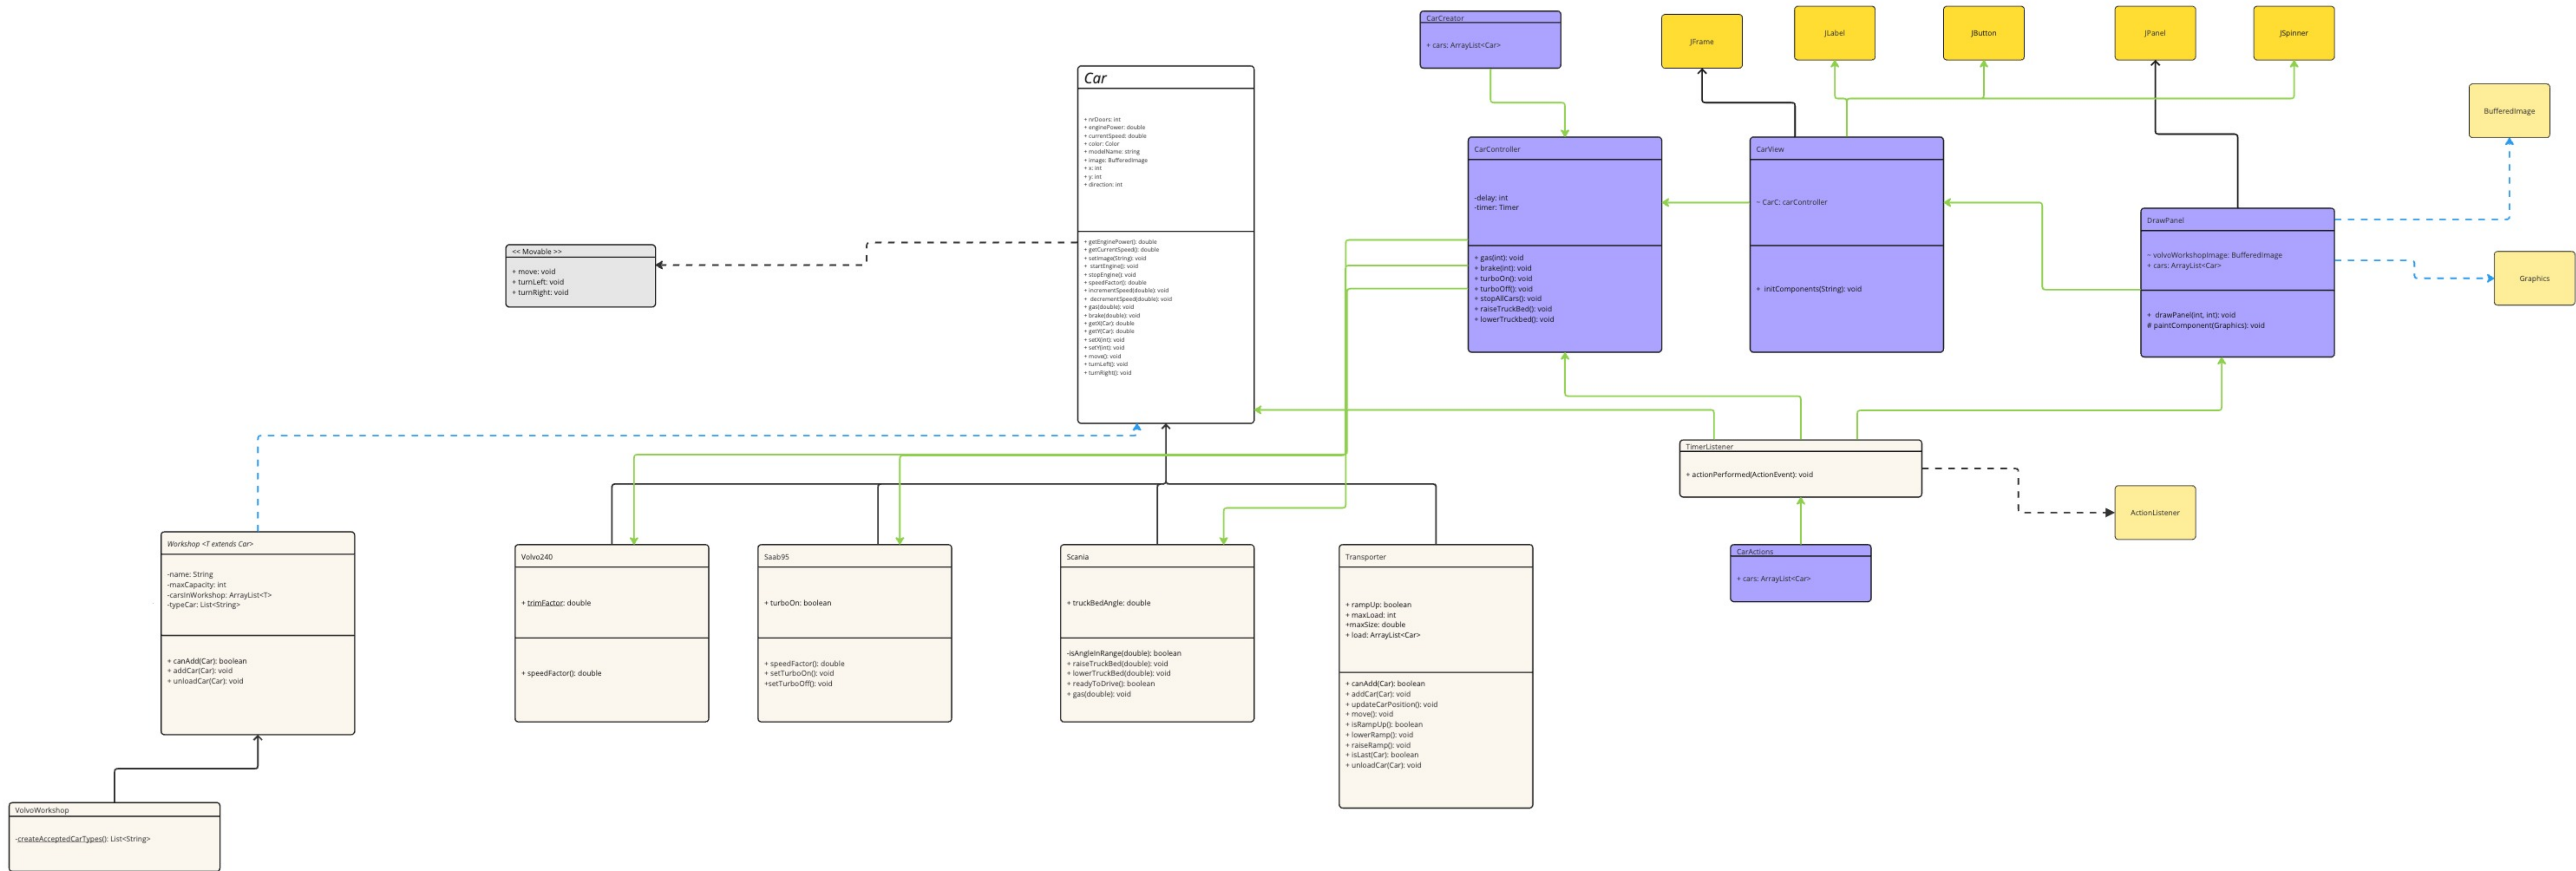 CarCreator
+ cars: ArrayList<Car>
JFrame
JLabel
JButton
JPanel
JSpinner
BufferedImage
Graphics
Car
+ nrDoors: int
+ enginePower: double
+ currentSpeed: double
+ color: Color
+ modelName: string
+ image: BufferedImage
+ x: int
+ y: int
+ direction: int
+ getEnginePower(): double
+ getCurrentSpeed(): double
+ setImage(String): void
+ startEngine(): void
+ stopEngine(): void
+ speedFactor(): double
+ incrementSpeed(double): void
+ decrementSpeed(double): void
+ gas(double): void
+ brake(double): void
+ getX(Car): double
+ getY(Car): double
+ setX(int): void
+ setY(int): void
+ move(): void
+ turnLeft(): void
+ turnRight(): void
<< Movable >>
+ move: void
+ turnLeft: void
+ turnRight: void
CarController
-delay: int
-timer: Timer
+ gas(int): void
+ brake(int): void
+ turboOn(): void
+ turboOff(): void
+ stopAllCars(): void
+ raiseTruckBed(): void
+ lowerTruckbed(): void
CarView
~ CarC: carController
+ initComponents(String): void
DrawPanel
~ volvoWorkshopImage: BufferedImage
+ cars: ArrayList<Car>
+ drawPanel(int, int): void
# paintComponent(Graphics): void
TimerListener
+ actionPerformed(ActionEvent): void
ActionListener
CarActions
+ cars: ArrayList<Car>
Workshop <T extends Car>
-name: String
-maxCapacity: int
-carsInWorkshop: ArrayList<T>
-typeCar: List<String>
+ canAdd(Car): boolean
+ addCar(Car): void
+ unloadCar(Car): void
Volvo240
+ trimFactor: double
+ speedFactor(): double
Saab95
+ turboOn: boolean
+ speedFactor(): double
+ setTurboOn(): void
+setTurboOff(): void
Scania
+ truckBedAngle: double
-isAngleInRange(double): boolean
+ raiseTruckBed(double): void
+ lowerTruckBed(double): void
+ readyToDrive(): boolean
+ gas(double): void
Transporter
+ rampUp: boolean
+ maxLoad: int
+maxSize: double
+ load: ArrayList<Car>
+ canAdd(Car): boolean
+ addCar(Car): void
+ updateCarPosition(): void
+ move(): void
+ isRampUp(): boolean
+ lowerRamp(): void
+ raiseRamp(): void
+ isLast(Car): boolean
+ unloadCar(Car): void
VolvoWorkshop
-createAcceptedCarTypes(): List<String>